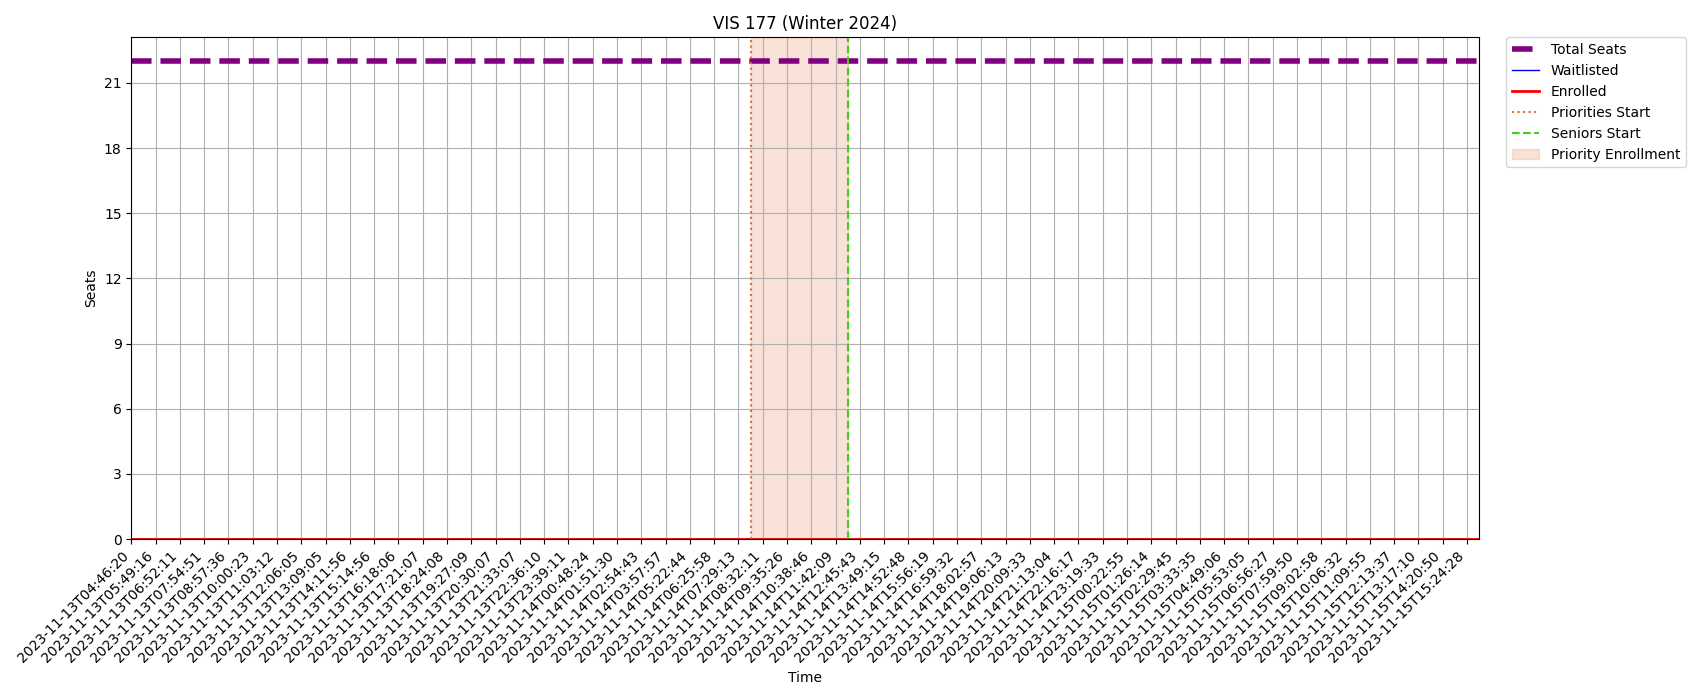 VIS 177 (Winter 2024)
Total Seats
Waitlisted
Enrolled
Priorities Start
Seniors Start
Priority Enrollment
Seats
21
18
15
12
9
6
3
0
2023-11-13T04:46:20
2023-11-13T05:49:16
2023-11-13T06:52:11
2023-11-13T07:54:51
2023-11-13T08:57:36
2023-11-13T10:00:23
2023-11-13T11:03:12
2023-11-13T12:06:05
2023-11-13T13:09:05
2023-11-13T14:11:56
2023-11-13T15:14:56
2023-11-13T16:18:06
2023-11-13T17:21:07
2023-11-13T18:24:08
2023-11-13T19:27:09
2023-11-13T20:30:07
2023-11-13T21:33:07
2023-11-13T22:36:10
2023-11-13T23:39:11
2023-11-14T00:48:24
2023-11-14T01:51:30
2023-11-14T02:54:43
2023-11-14T03:57:57
2023-11-14T05:22:44
2023-11-14T06:25:58
2023-11-14T07:29:13
2023-11-14T08:32:11
2023-11-14T09:35:26
2023-11-14T10:38:46
2023-11-14T11:42:09
2023-11-14T12:45:43
2023-11-14T13:49:15
2023-11-14T14:52:48
2023-11-14T15:56:19
2023-11-14T16:59:32
2023-11-14T18:02:57
2023-11-14T19:06:13
2023-11-14T20:09:33
2023-11-14T21:13:04
2023-11-14T22:16:17
2023-11-14T23:19:33
2023-11-15T00:22:55
2023-11-15T01:26:14
2023-11-15T02:29:45
2023-11-15T03:33:35
2023-11-15T04:49:06
2023-11-15T05:53:05
2023-11-15T06:56:27
2023-11-15T07:59:50
2023-11-15T09:02:58
2023-11-15T10:06:32
2023-11-15T11:09:55
2023-11-15T12:13:37
2023-11-15T13:17:10
2023-11-15T14:20:50
2023-11-15T15:24:28
Time